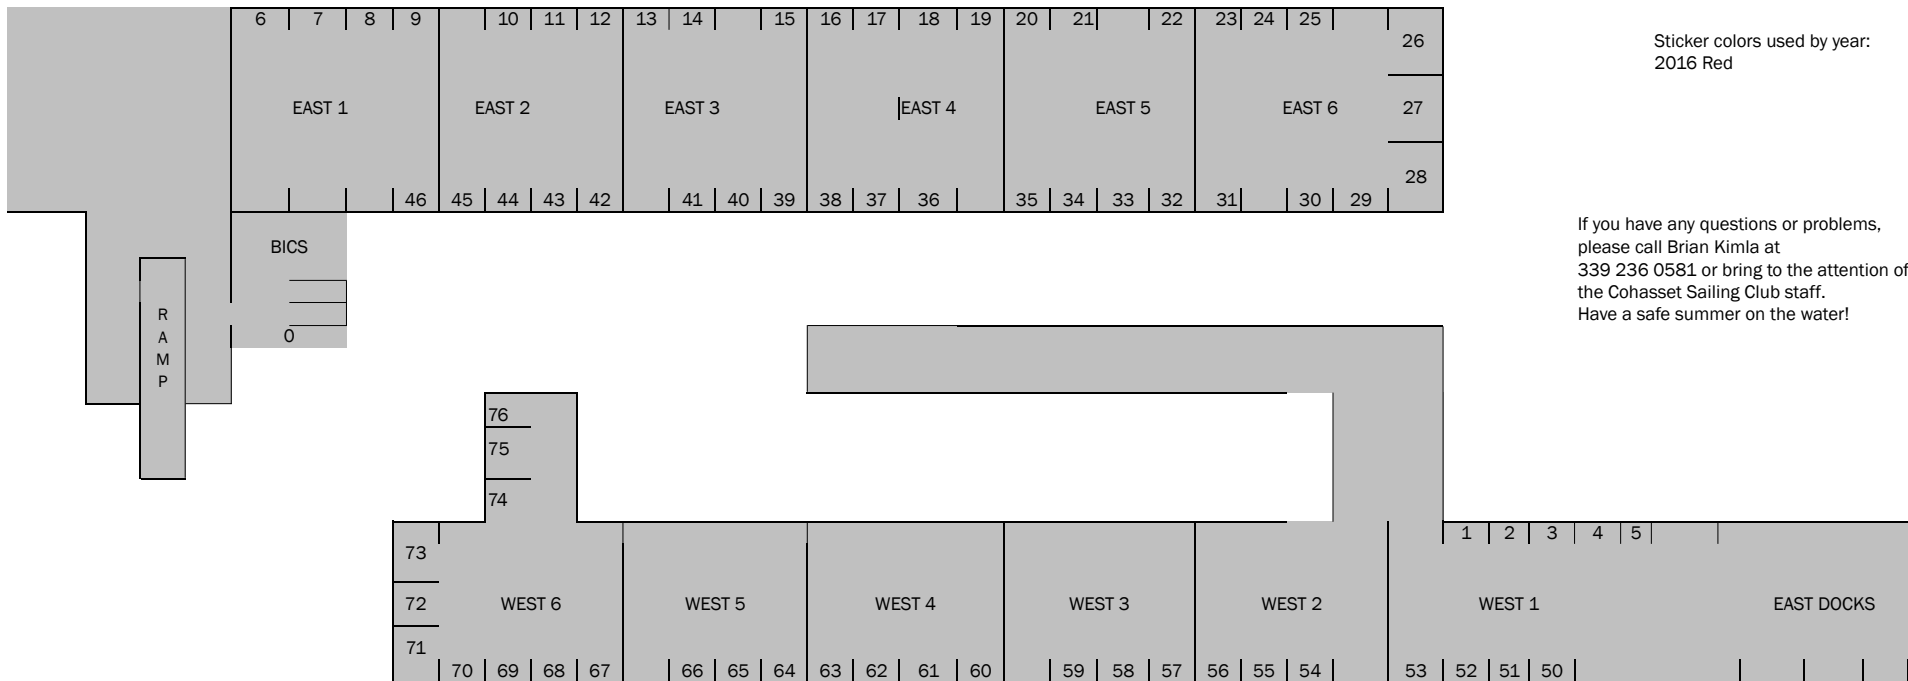 6 7 8 9 10 11 12 13 14 15 16 17 18 19 20 21 22 23 24 25
26
Sticker colors used by year:
2016 Red
EAST 1 EAST 2 EAST 3 EAST 4 EAST 5 EAST 6 27
28
46 45 44 43 42 41 40 39 38 37 36 35 34 33 32 31 30 29
If you have any questions or problems,
please call Brian Kimla at
339 236 0581 or bring to the attention of
the Cohasset Sailing Club staff.
Have a safe summer on the water!
BICS
0
R
A
M
P
76
75
74
1 2 3 4 5
73
72 WEST 6 WEST 5 WEST 4 WEST 3 WEST 2 WEST 1 EAST DOCKS
71
70 69 68 67 66 65 64 63 62 61 60 59 58 57 56 55 54 53 52 51 50